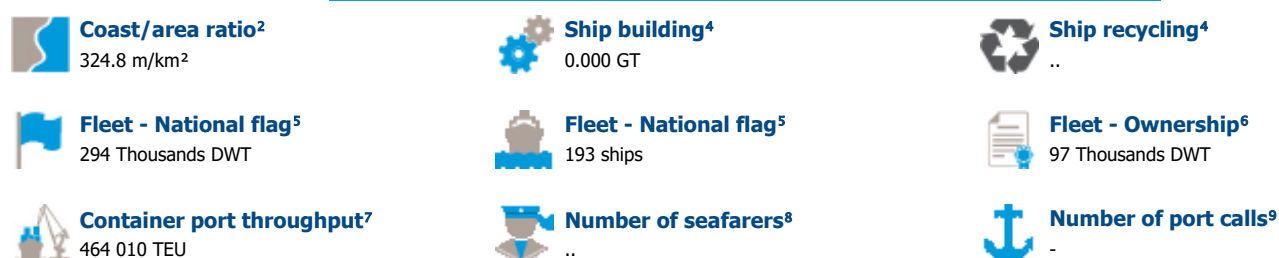 Coast/area ratio²
324.8 m/km²
Ship building⁴
0.000 GT
Ship recycling⁴
..
Fleet - National flag⁵
294 Thousands DWT
Fleet - National flag⁵
193 ships
Fleet - Ownership⁶
97 Thousands DWT
Container port throughput⁷
464 010 TEU
Number of seafarers⁸
..
Number of port calls⁹
-